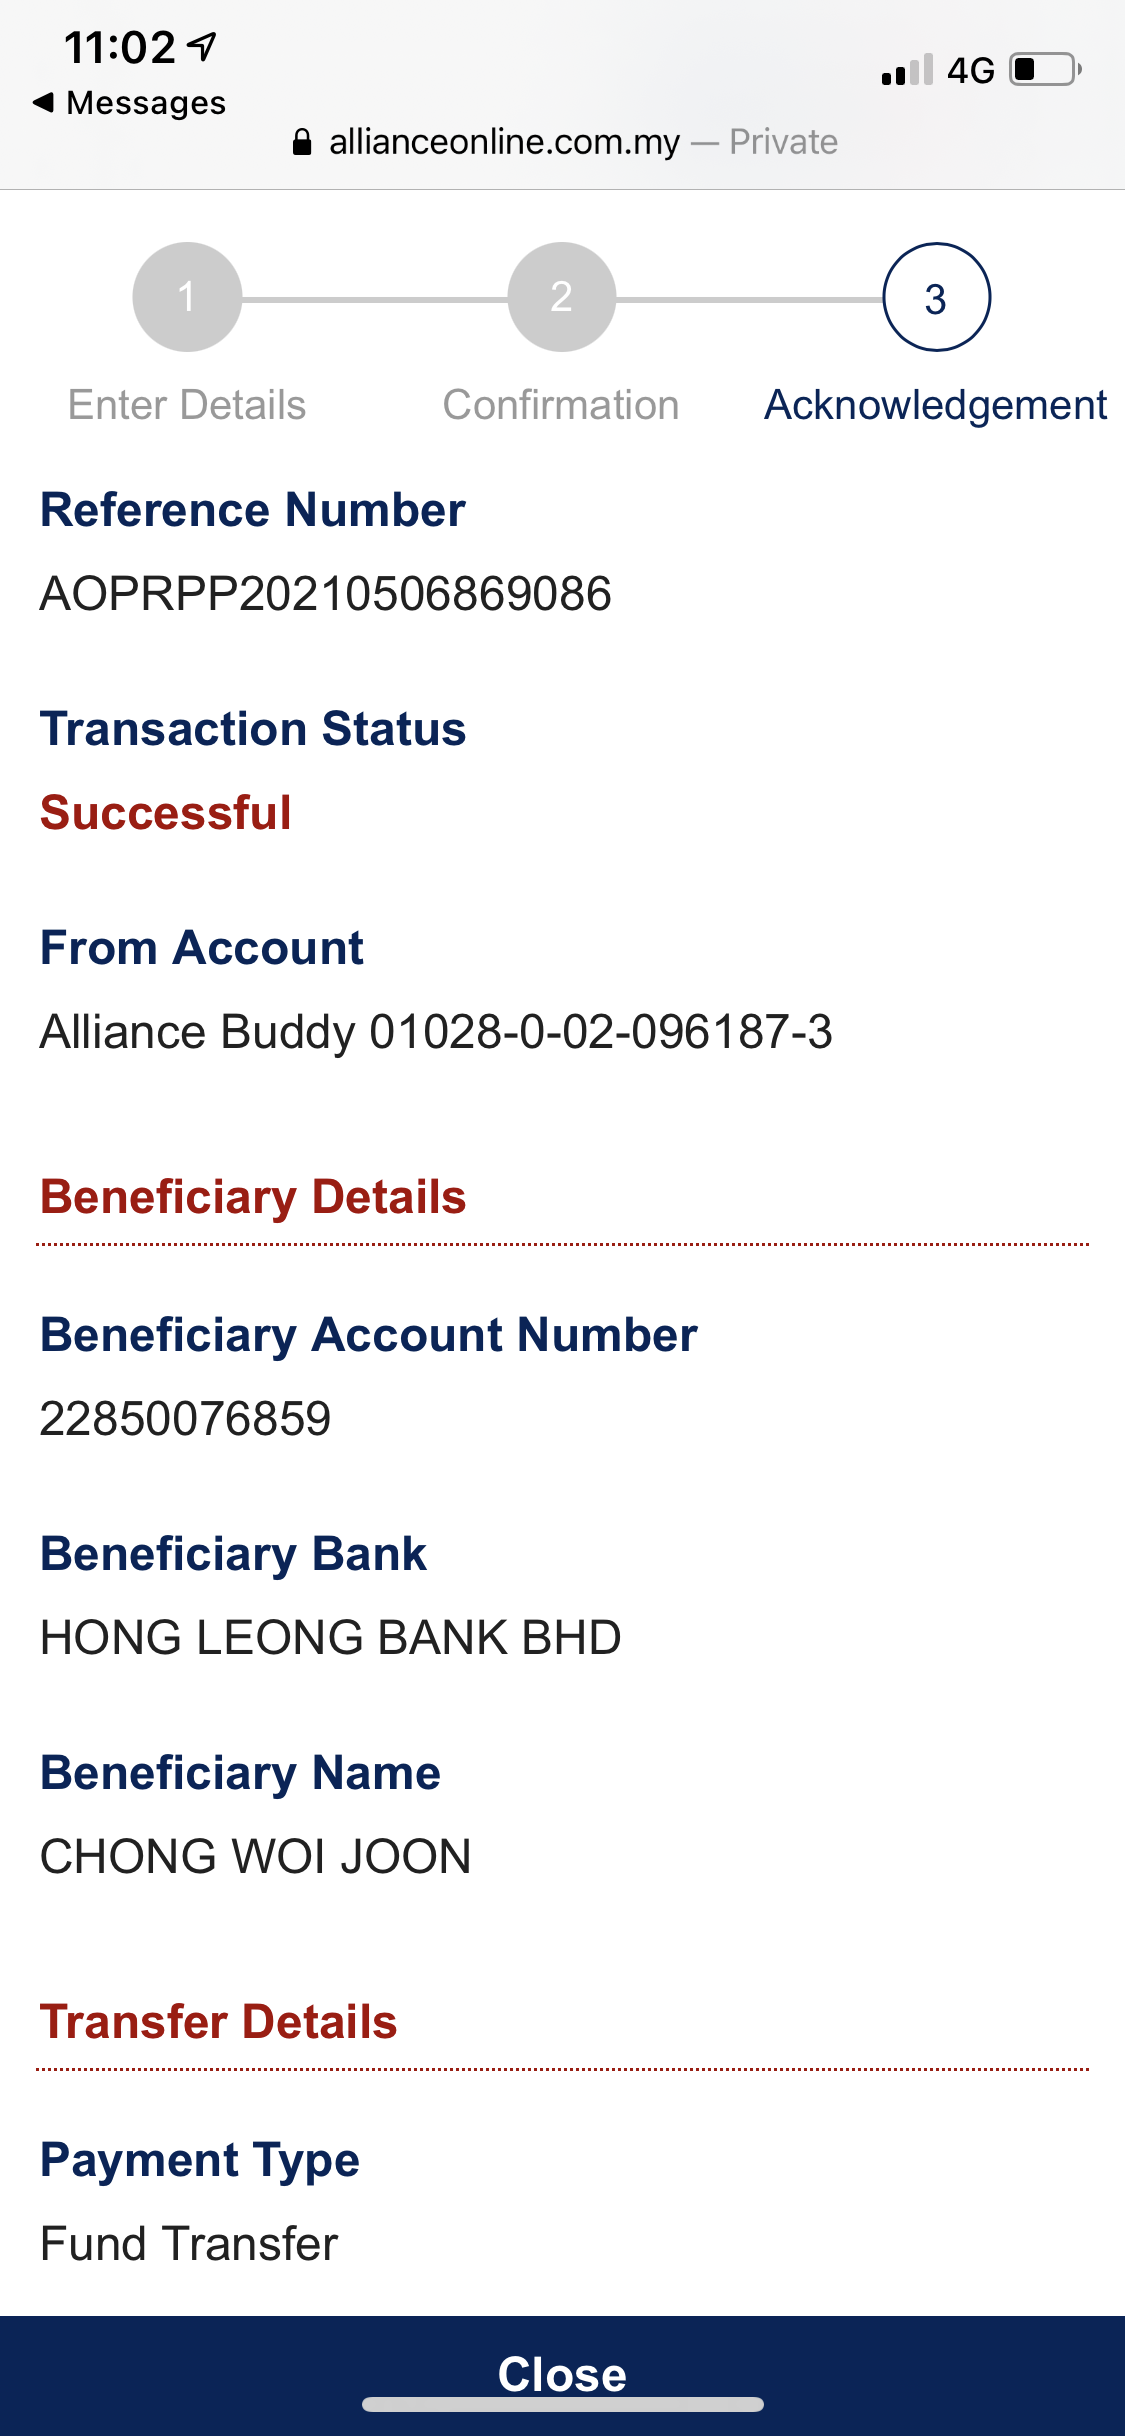 11:02
◀ Messages
4G
allianceonline.com.my — Private
1
2
3
Enter Details
Confirmation
Acknowledgement
Reference Number
AOPRPP20210506869086
Transaction Status
Successful
From Account
Alliance Buddy 01028-0-02-096187-3
Beneficiary Details
Beneficiary Account Number
22850076859
Beneficiary Bank
HONG LEONG BANK BHD
Beneficiary Name
CHONG WOI JOON
Transfer Details
Payment Type
Fund Transfer
Close